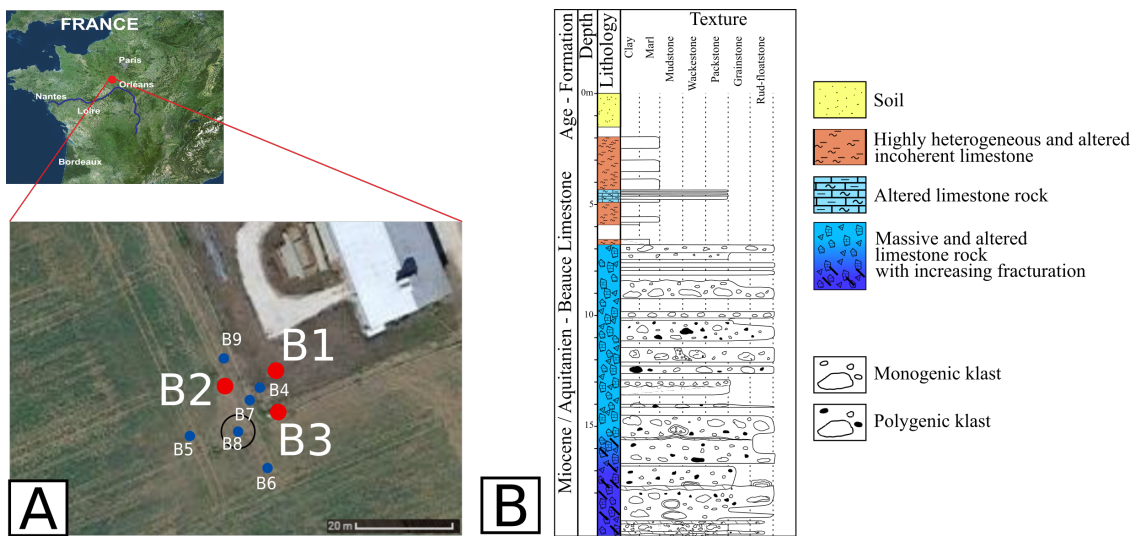 FRANCE
Paris
Orléans
Nantes
Loire
Bordeaux
B9
B1
B2
B4
B7
B3
B5
B8
B6
20 m
A
B
Miocene / Aquitanien - Beauce Limestone
Age - Formation
Depth
Lithology
Texture
Clay
Marl
Mudstone
Wackestone
Packstone
Grainstone
Rud-floatstone
0m
5
10
15
Soil
Highly heterogeneous and altered
incoherent limestone
Altered limestone rock
Massive and altered
limestone rock
with increasing fracturation
Monogenic klast
Polygenic klast